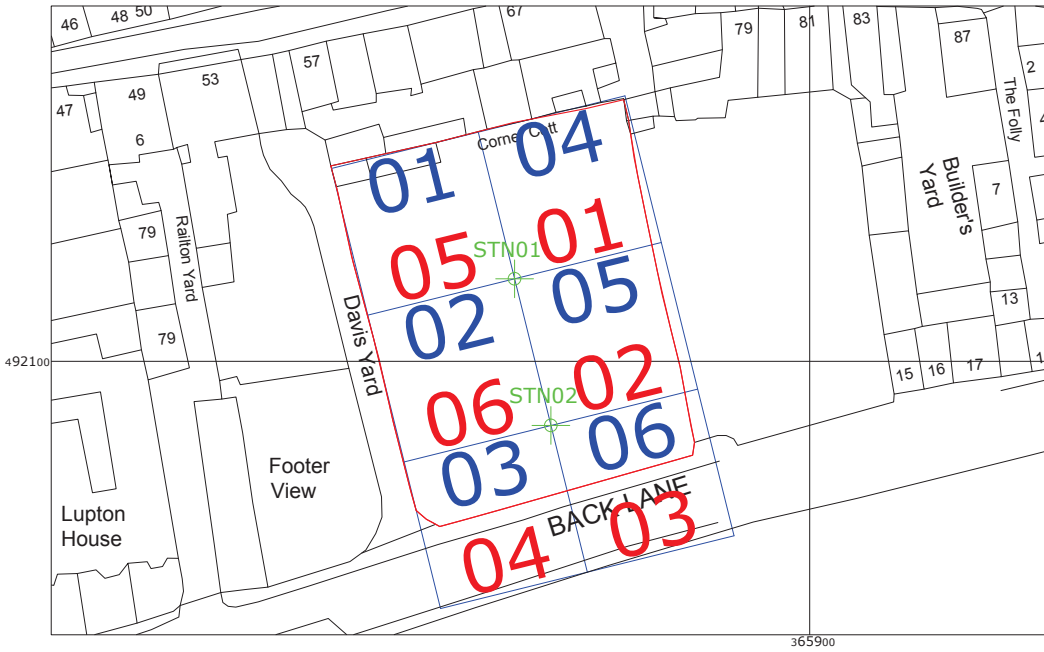 46
48
50
67
79
81
83
87
2
57
53
49
47
6
The Folly
Corner Cott
04
01
Builder's
Yard
7
79
Railton Yard
01
05
STN01
05
02
Davis Yard
13
79
492100
15
16
17
02
STN02
06
06
03
Footer
View
BACK LANE
Lupton
House
03
04
365900